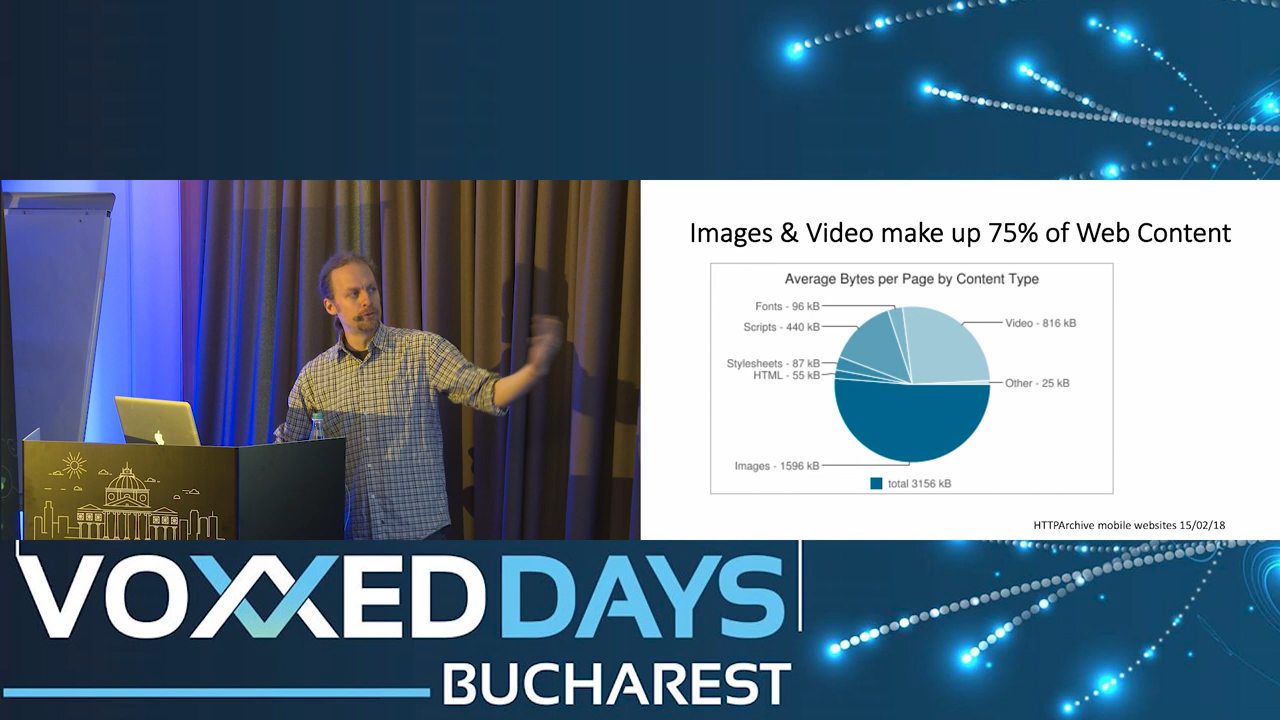 Images & Video make up 75% of Web Content
Average Bytes per Page by Content Type
Fonts - 96 kB
Scripts - 440 kB
Stylesheets - 87 kB
HTML - 55 kB
Images - 1596 kB
Video - 816 kB
Other - 25 kB
total 3156 kB
HTTPArchive mobile websites 15/02/18
VOXXED DAYS
BUCHAREST